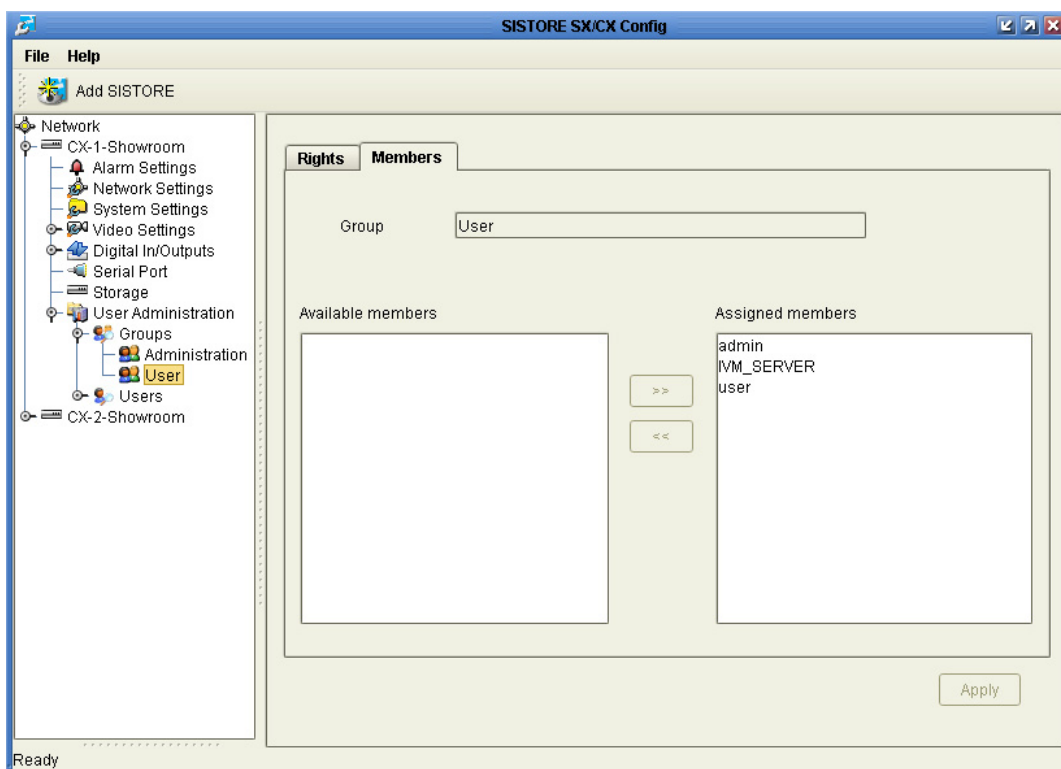 SISTORE SX/CX Config
File Help
Add SISTORE
Network
CX-1-Showroom
Alarm Settings
Network Settings
System Settings
Video Settings
Digital In/Outputs
Serial Port
Storage
User Administration
Groups
Administration
User
Users
CX-2-Showroom
Rights Members
Group User
Available members
Assigned members
admin
IVM_SERVER
user
>>
<<
Apply
Ready